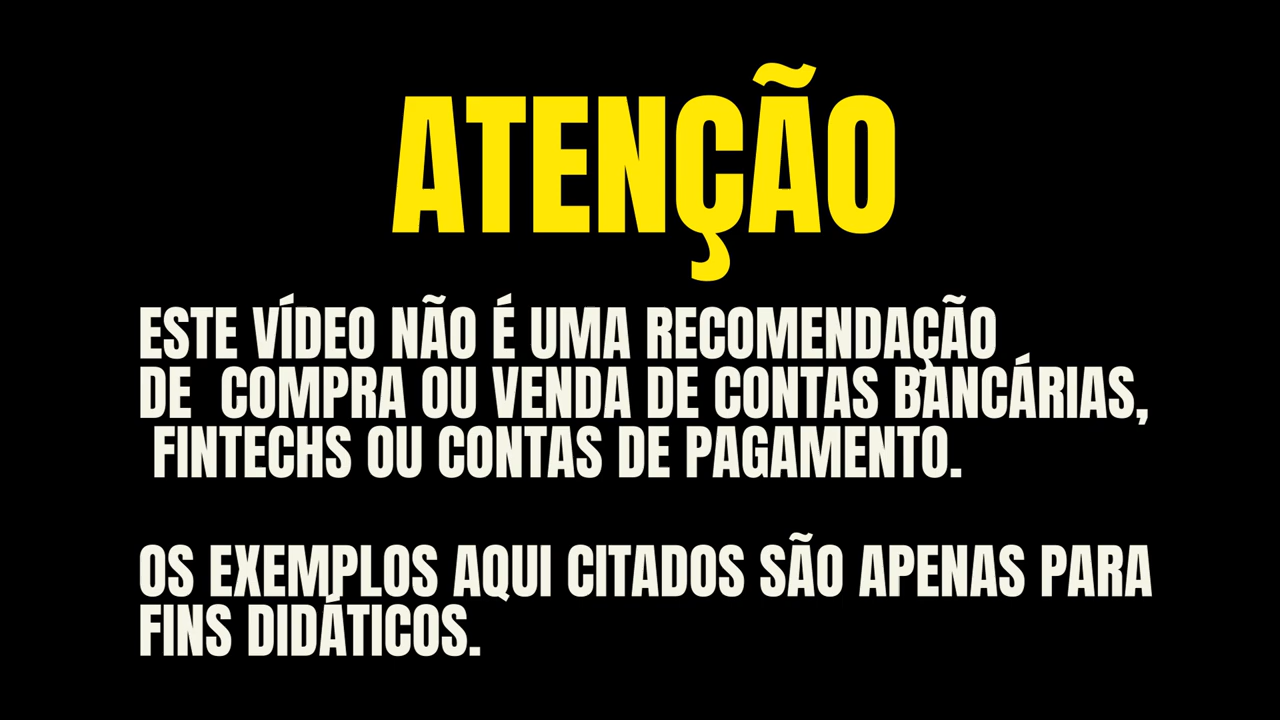 ATENÇÃO
ESTE VÍDEO NÃO É UMA RECOMENDAÇÃO
DE COMPRA OU VENDA DE CONTAS BANCÁRIAS,
FINTECHS OU CONTAS DE PAGAMENTO.
OS EXEMPLOS AQUI CITADOS SÃO APENAS PARA
FINS DIDÁTICOS.